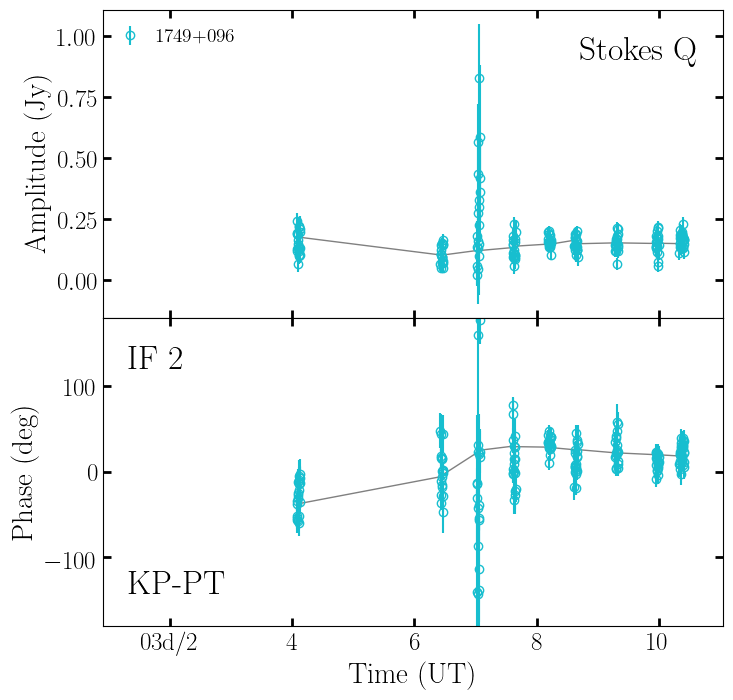 1749+096
Stokes Q
1.00
0.75
0.50
0.25
0.00
Amplitude (Jy)
IF 2
100
0
−100
Phase (deg)
KP-PT
03d/2
4
6
8
10
Time (UT)